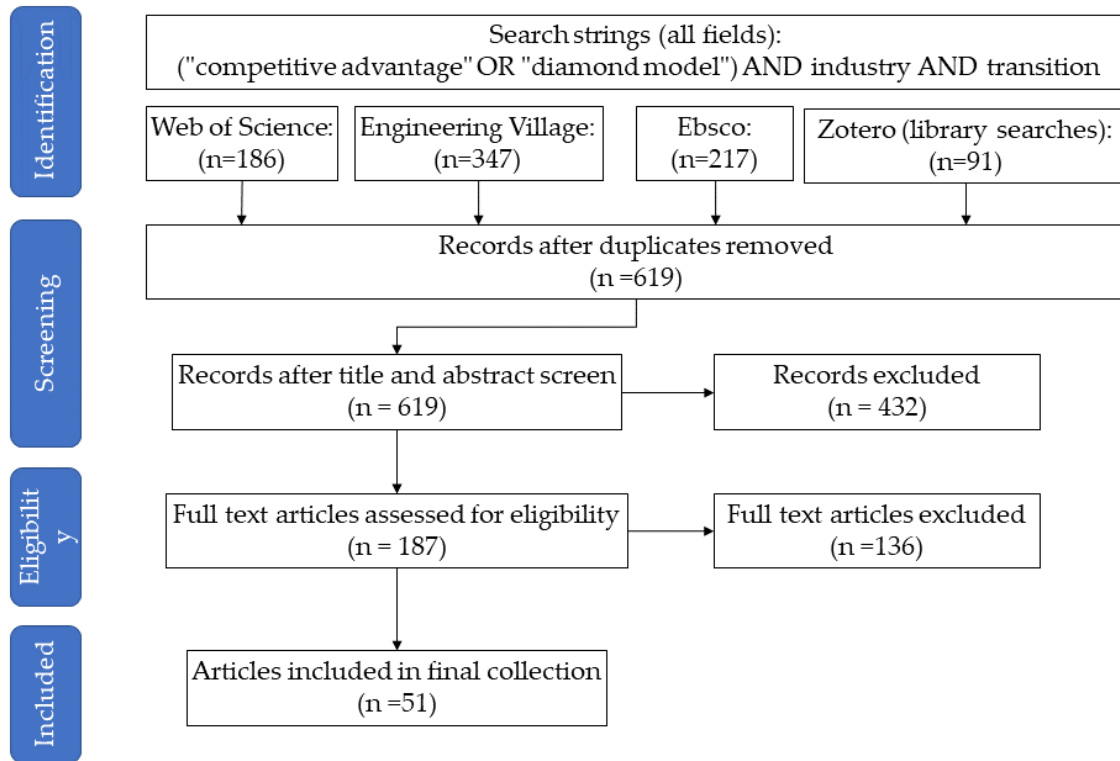 Identification
Search strings (all fields):
("competitive advantage" OR "diamond model") AND industry AND transition
Web of Science:
(n=186)
Engineering Village:
(n=347)
Ebsco:
(n=217)
Zotero (library searches):
(n=91)
Screening
Records after duplicates removed
(n =619)
Records after title and abstract screen
(n = 619)
Records excluded
(n = 432)
Eligibilit
y
Full text articles assessed for eligibility
(n = 187)
Full text articles excluded
(n =136)
Included
Articles included in final collection
(n =51)